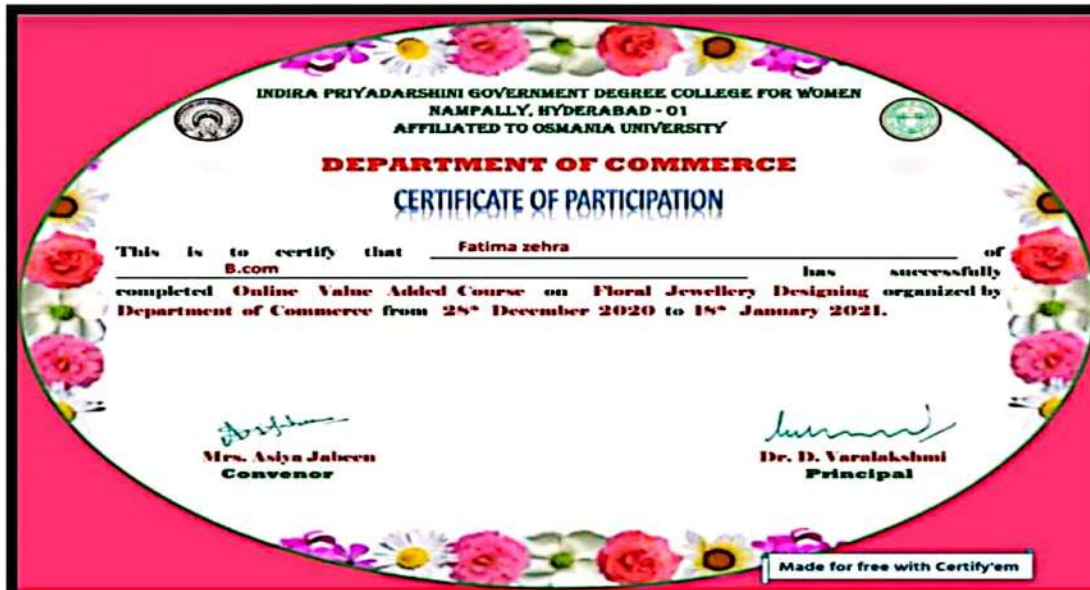 INDIRA PRIYADARSHINI GOVERNMENT DEGREE COLLEGE FOR WOMEN
NAMPALLY, HYDERABAD - 01
AFFILIATED TO OSMANIA UNIVERSITY
DEPARTMENT OF COMMERCE
CERTIFICATE OF PARTICIPATION
This is to certify that Fatima zehra of
B.com has successfully
completed Online Value Added Course on Floral Jewellery Designing organized by
Department of Commerce from 28th December 2020 to 18th January 2021.
Mrs. Asiya Jabeen
Convenor
Dr. D. Varalakshmi
Principal
Made for free with Certify'em